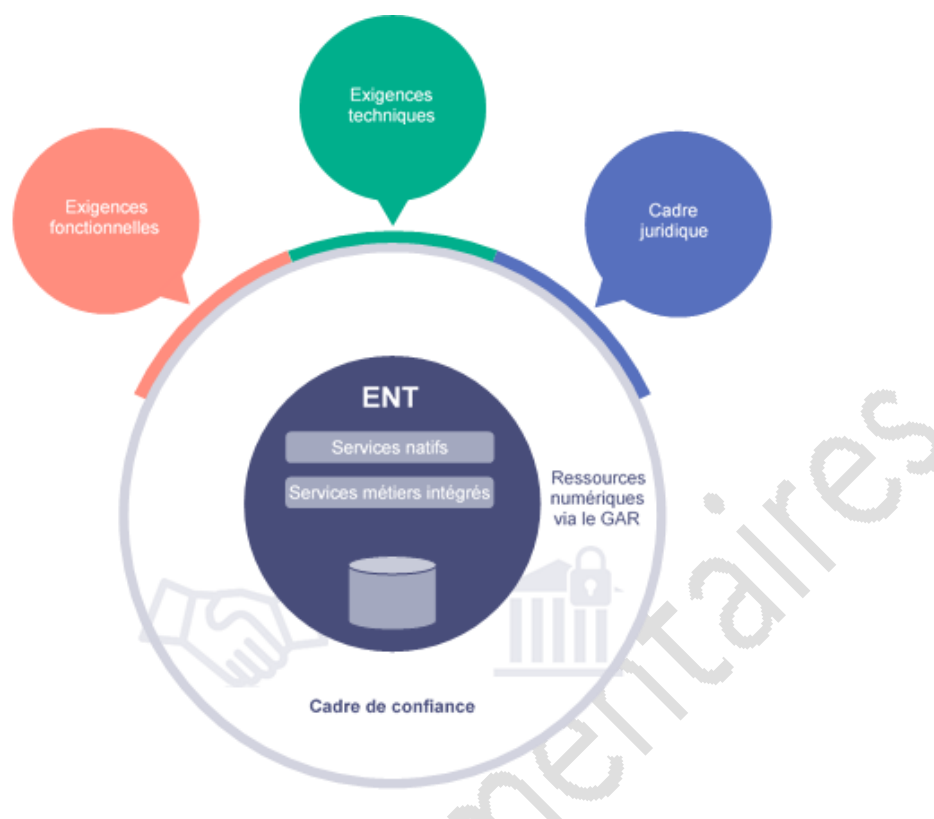 Exigences
techniques
Exigences
fonctionnelles
Cadre
juridique
ENT
Services natifs
Services métiers intégrés
Ressources
numériques
via le GAR
Cadre de confiance
mentaires